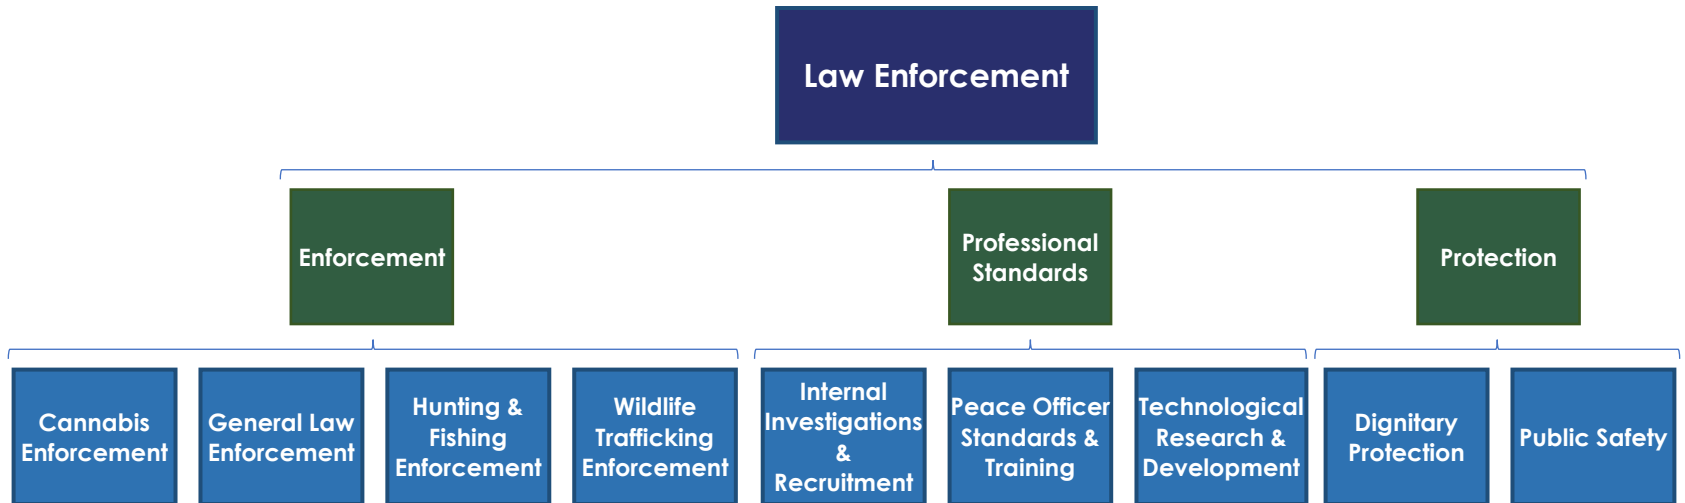 Law Enforcement
Enforcement
Professional
Standards
Protection
Cannabis
Enforcement
General Law
Enforcement
Hunting &
Fishing
Enforcement
Wildlife
Trafficking
Enforcement
Internal
Investigations
&
Recruitment
Peace Officer
Standards &
Training
Technological
Research &
Development
Dignitary
Protection
Public Safety